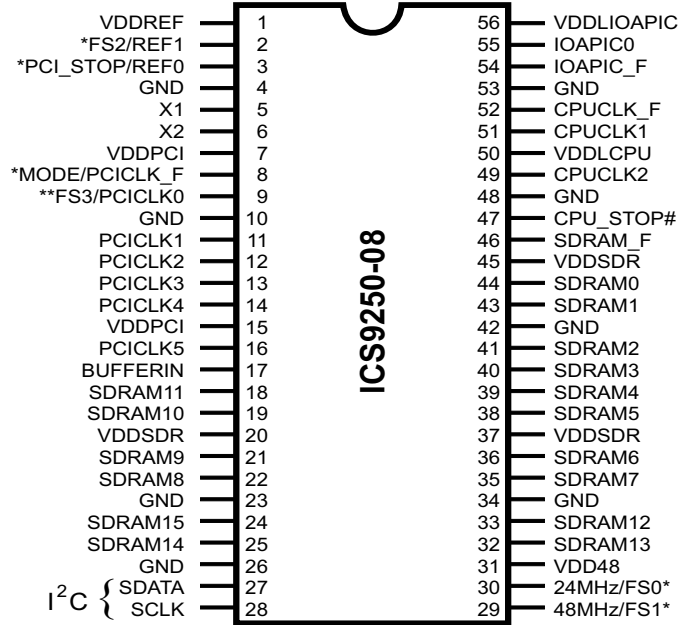 VDDREF 1 56 VDDLIOAPIC
*FS2/REF1 2 55 IOAPIC0
*PCI_STOP/REF0 3 54 IOAPIC_F
GND 4 53 GND
X1 5 52 CPUCLK_F
X2 6 51 CPUCLK1
VDDPCI 7 50 VDDLCPU
*MODE/PCICLK_F 8 49 CPUCLK2
**FS3/PCICLK0 9 48 GND
GND 10 47 CPU_STOP#
PCICLK1 11 46 SDRAM_F
PCICLK2 12 45 VDDSDR
PCICLK3 13 44 SDRAM0
PCICLK4 14 43 SDRAM1
VDDPCI 15 42 GND
PCICLK5 16 41 SDRAM2
BUFFERIN 17 40 SDRAM3
SDRAM11 18 39 SDRAM4
SDRAM10 19 38 SDRAM5
VDDSDR 20 37 VDDSDR
SDRAM9 21 36 SDRAM6
SDRAM8 22 35 SDRAM7
GND 23 34 GND
SDRAM15 24 33 SDRAM12
SDRAM14 25 32 SDRAM13
GND 26 31 VDD48
SDATA 27 30 24MHz/FS0*
I²C {
SCLK 28 29 48MHz/FS1*
ICS9250-08